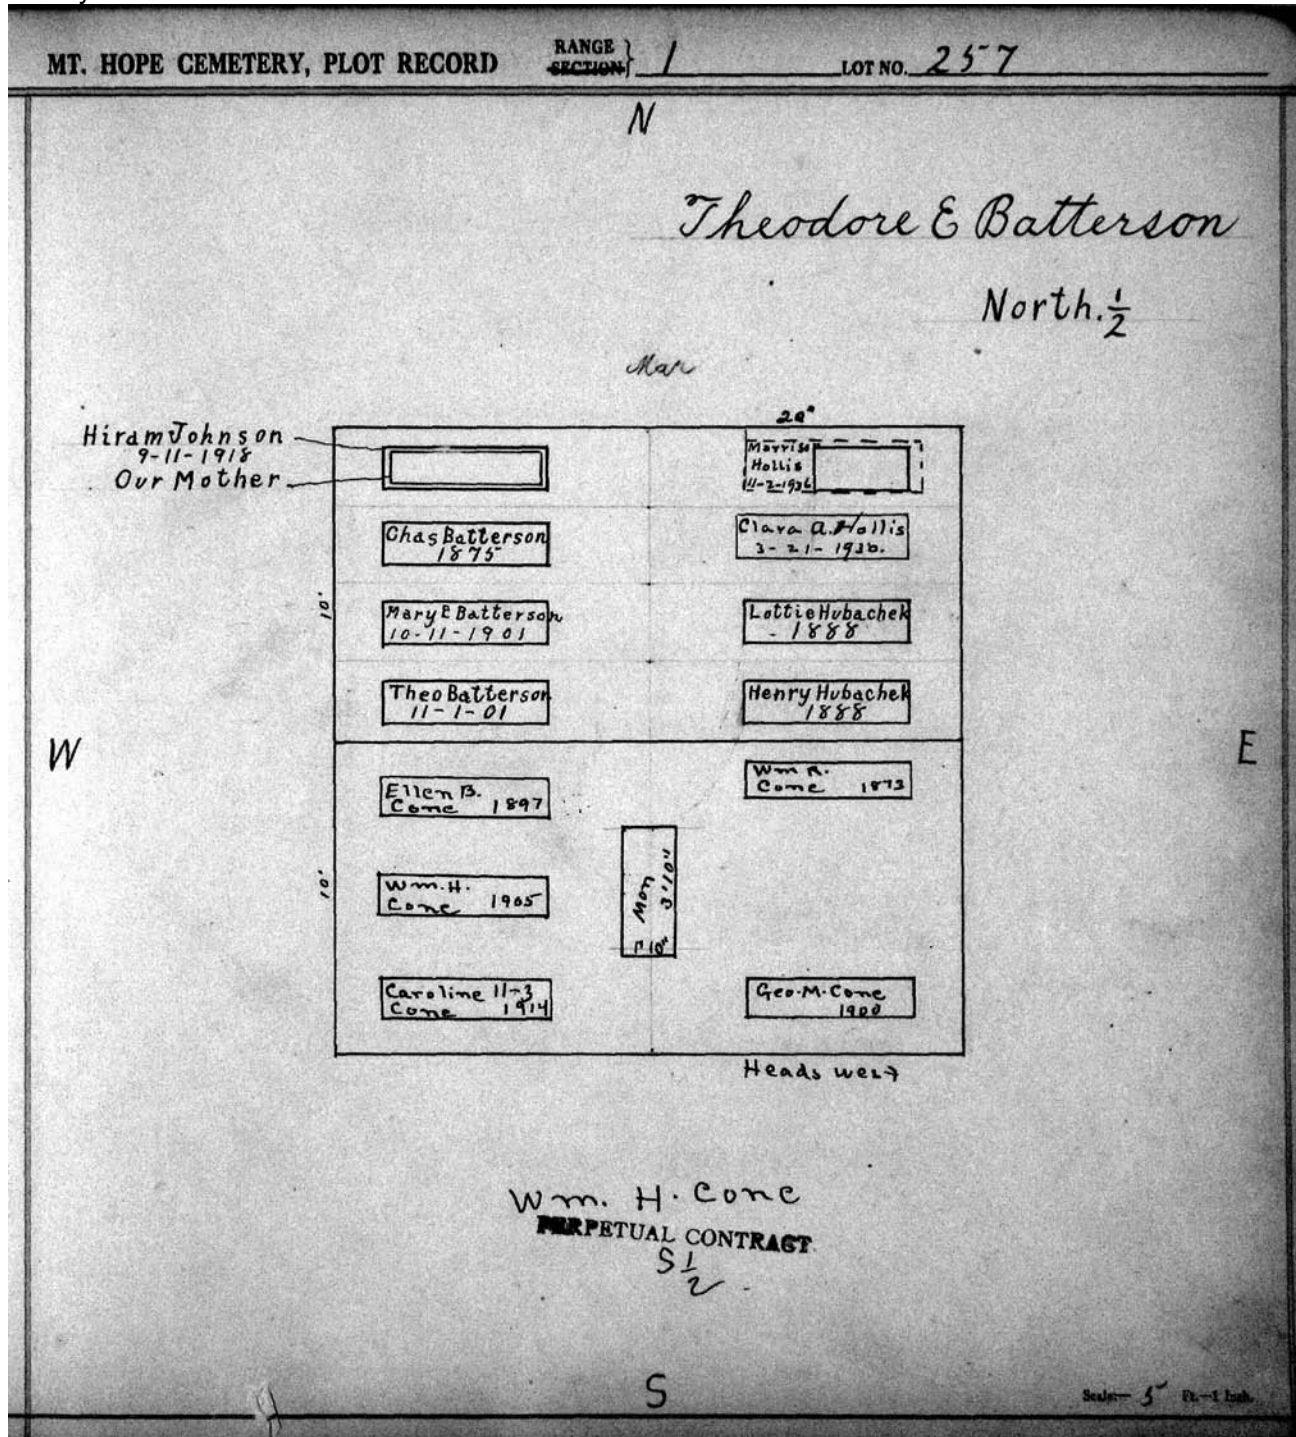 MT. HOPE CEMETERY, PLOT RECORD RANGE SECTION} 1 LOT NO. 257
N
Theodore E Batterson
North. 1/2
Mar
Hiram Johnson
9-11-1918
Our Mother
Hollis
11-2-1936
Chas Batterson
1875
Clara A. Hollis
3-21-1936.
10'
Mary E Batterson
10-11-1901
Lottie Hubachek
- 1888
Theo Batterson
11-1-01
Henry Hubachek
1888
W
E
Ellen B.
Cone 1897
Wm R.
Cone 1873
10'
Wm. H.
Cone 1905
Mon
3'10"
1'10"
Caroline 11-3
Cone 1914
Geo. M. Cone
1900
Heads west
Wm. H. Cone
PERPETUAL CONTRACT
S 1/2
S
Scale:— 5 Ft.—1 Inch.